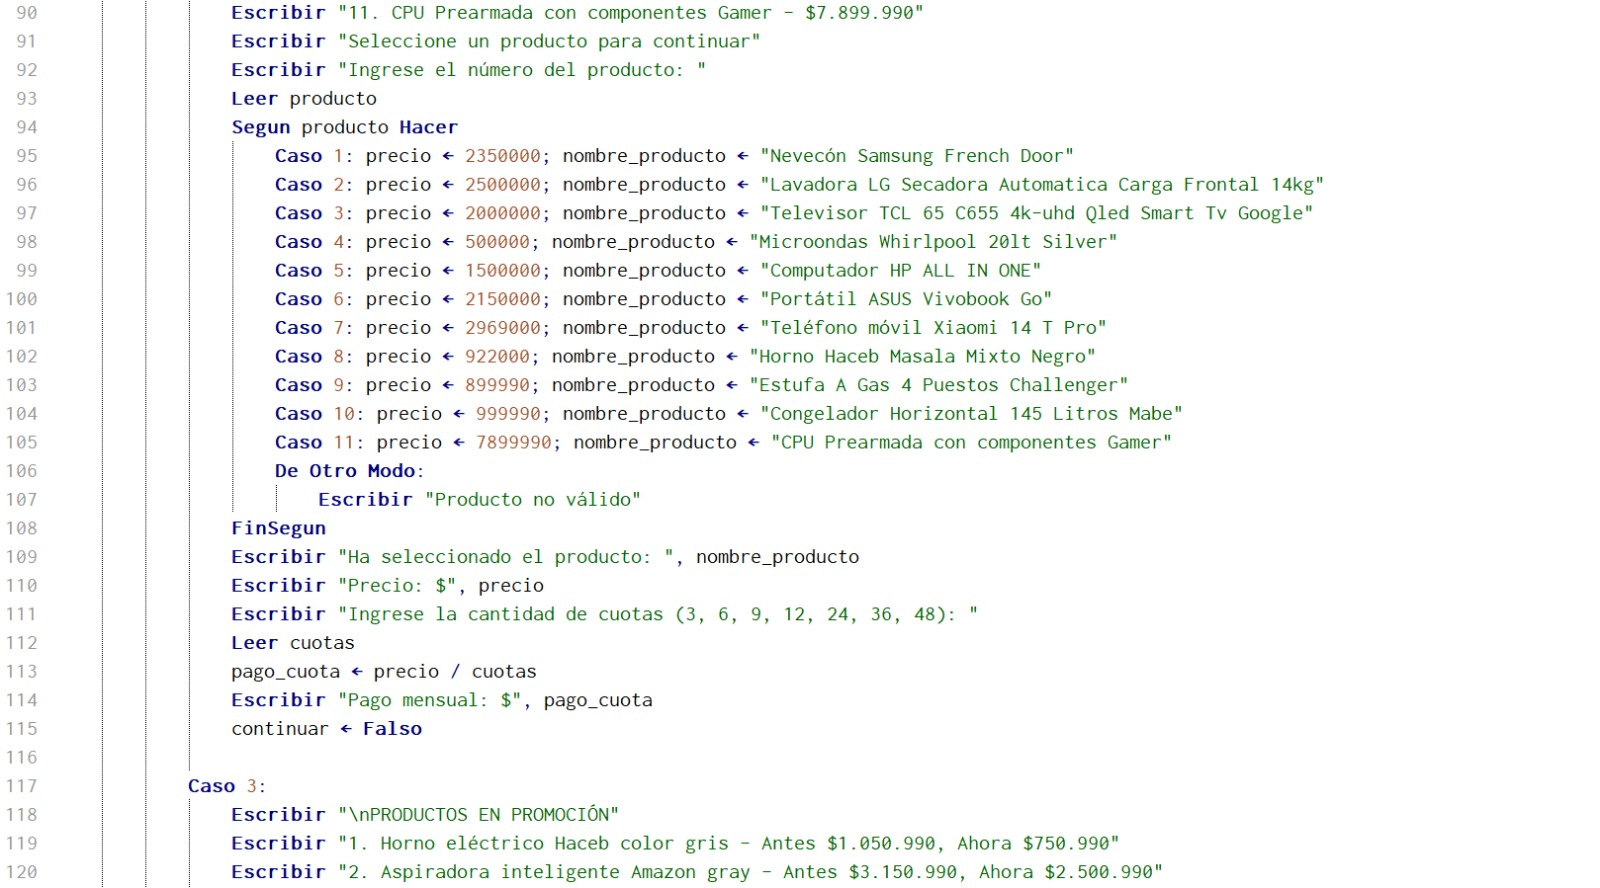 90 Escribir "11. CPU Prearmada con componentes Gamer - $7.899.990"
91 Escribir "Seleccione un producto para continuar"
92 Escribir "Ingrese el número del producto: "
93 Leer producto
94 Segun producto Hacer
95 Caso 1: precio ← 2350000; nombre_producto ← "Nevecón Samsung French Door"
96 Caso 2: precio ← 2500000; nombre_producto ← "Lavadora LG Secadora Automatica Carga Frontal 14kg"
97 Caso 3: precio ← 2000000; nombre_producto ← "Televisor TCL 65 C655 4k-uhd Qled Smart Tv Google"
98 Caso 4: precio ← 500000; nombre_producto ← "Microondas Whirlpool 20lt Silver"
99 Caso 5: precio ← 1500000; nombre_producto ← "Computador HP ALL IN ONE"
100 Caso 6: precio ← 2150000; nombre_producto ← "Portátil ASUS Vivobook Go"
101 Caso 7: precio ← 2969000; nombre_producto ← "Teléfono móvil Xiaomi 14 T Pro"
102 Caso 8: precio ← 922000; nombre_producto ← "Horno Haceb Masala Mixto Negro"
103 Caso 9: precio ← 899990; nombre_producto ← "Estufa A Gas 4 Puestos Challenger"
104 Caso 10: precio ← 999990; nombre_producto ← "Congelador Horizontal 145 Litros Mabe"
105 Caso 11: precio ← 7899990; nombre_producto ← "CPU Prearmada con componentes Gamer"
106 De Otro Modo:
107 Escribir "Producto no válido"
108 FinSegun
109 Escribir "Ha seleccionado el producto: ", nombre_producto
110 Escribir "Precio: $", precio
111 Escribir "Ingrese la cantidad de cuotas (3, 6, 9, 12, 24, 36, 48): "
112 Leer cuotas
113 pago_cuota ← precio / cuotas
114 Escribir "Pago mensual: $", pago_cuota
115 continuar ← Falso
116
117 Caso 3:
118 Escribir "\nPRODUCTOS EN PROMOCIÓN"
119 Escribir "1. Horno eléctrico Haceb color gris - Antes $1.050.990, Ahora $750.990"
120 Escribir "2. Aspiradora inteligente Amazon gray - Antes $3.150.990, Ahora $2.500.990"